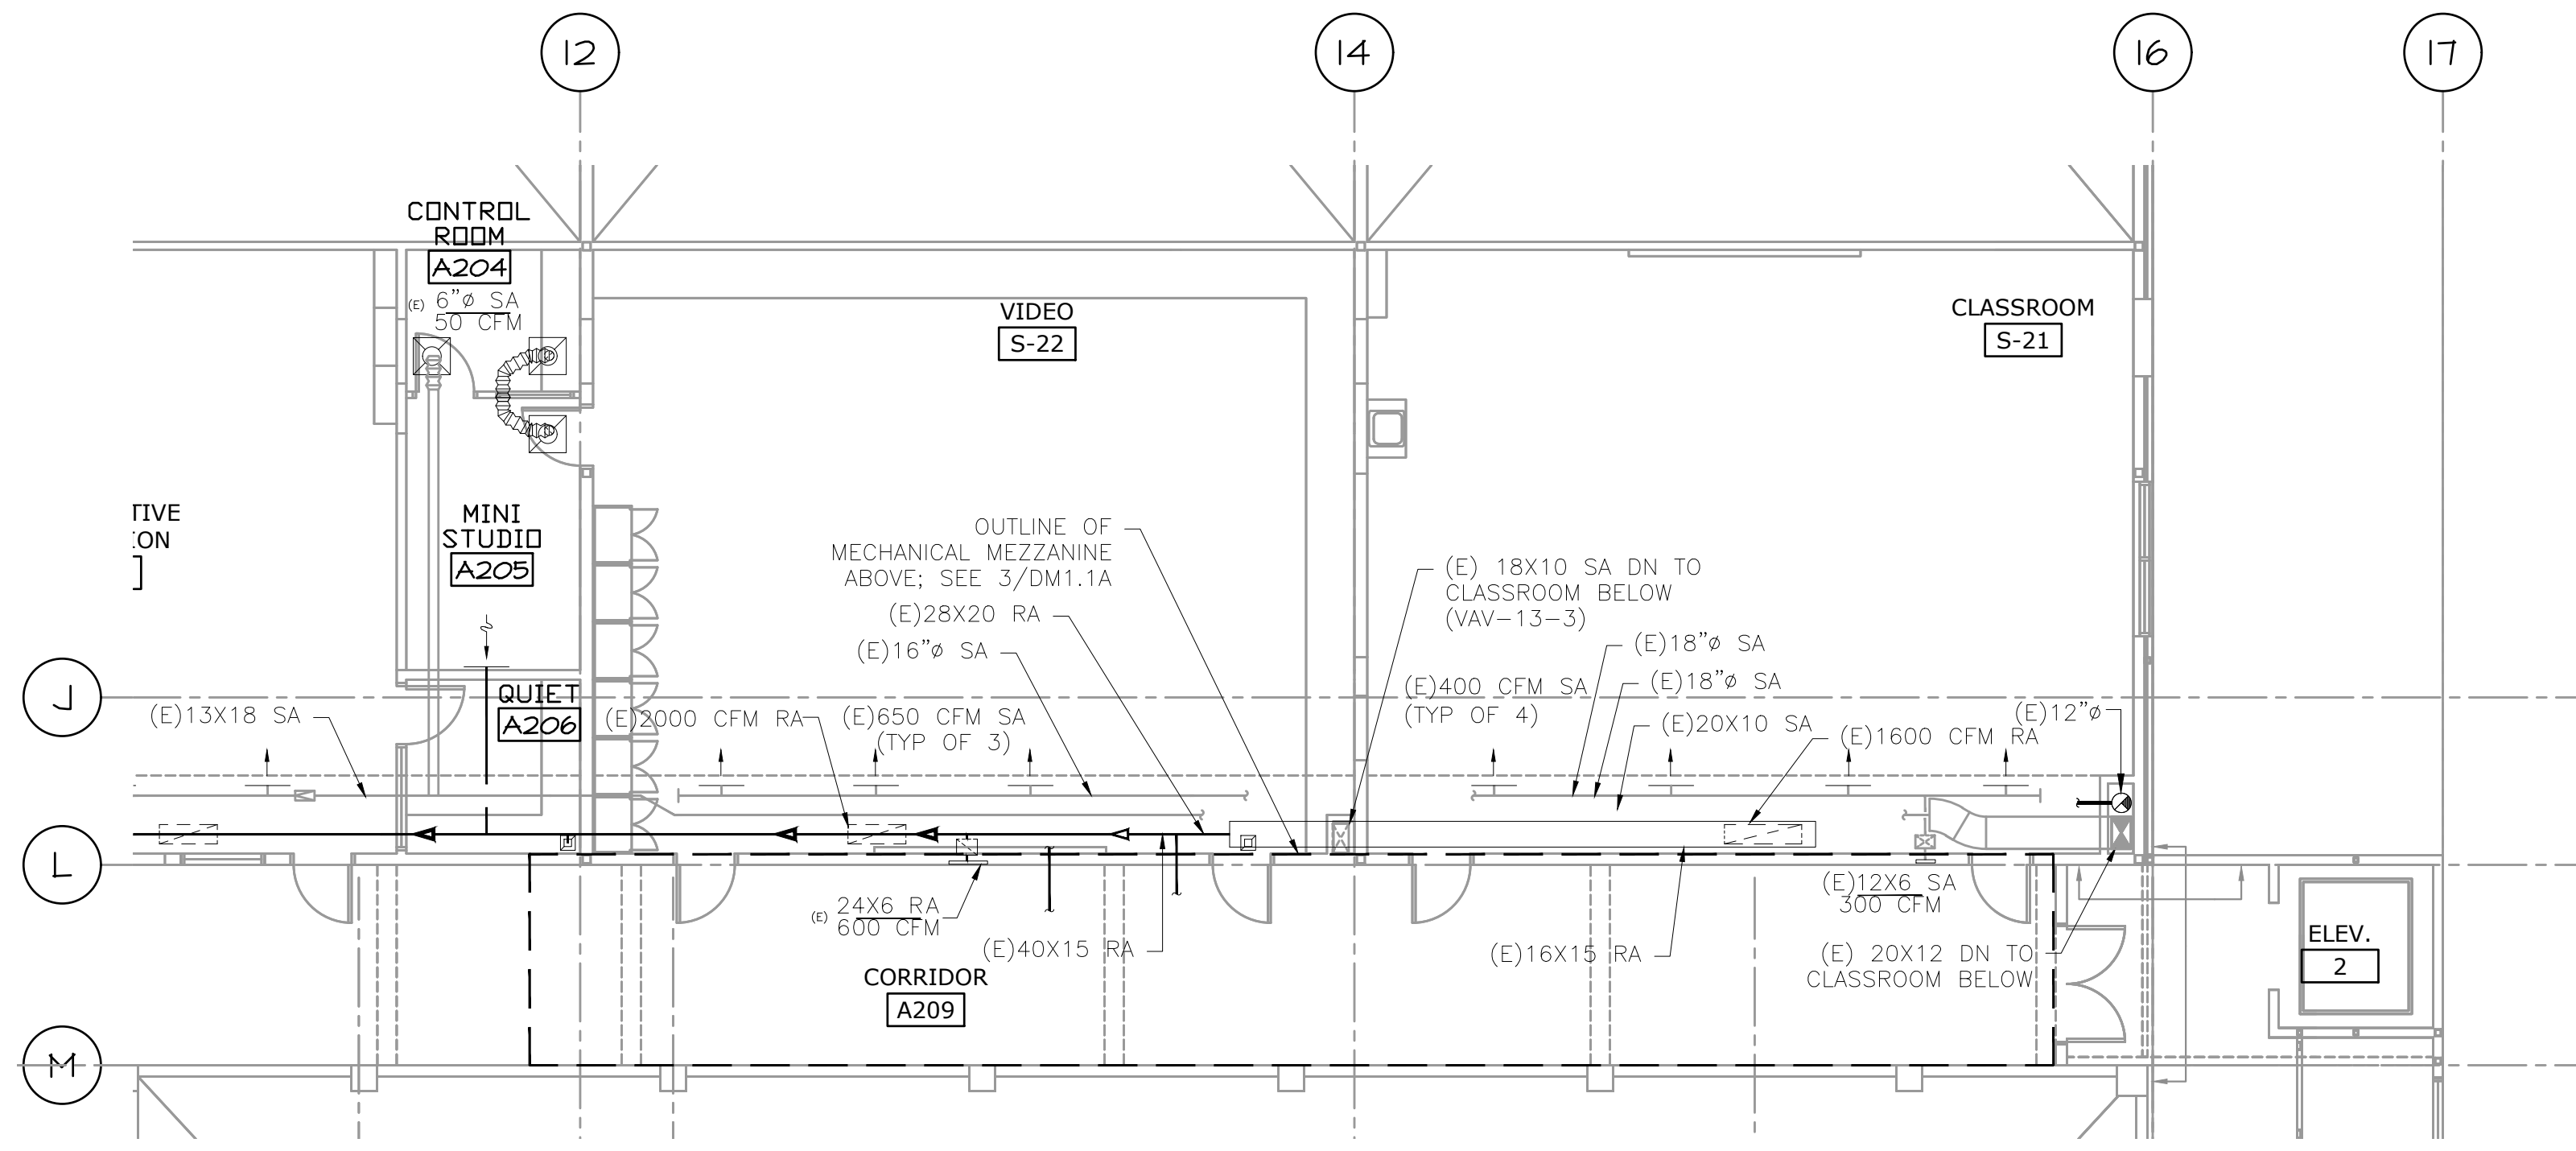 12
14
16
17
CONTROL
ROOM
A204
(E) 6"ø SA
50 CFM
VIDEO
S-22
CLASSROOM
S-21
TIVE
ION
MINI
STUDIO
A205
OUTLINE OF
MECHANICAL MEZZANINE
ABOVE; SEE 3/DM1.1A
(E)28X20 RA
(E)16"ø SA
(E) 18X10 SA DN TO
CLASSROOM BELOW
(VAV-13-3)
(E)18"ø SA
(E)18"ø SA
(E)400 CFM SA
(TYP OF 4)
(E)20X10 SA
(E)12"ø
(E)1600 CFM RA
J
QUIET
A206
(E)13X18 SA
(E)2000 CFM RA
(E)650 CFM SA
(TYP OF 3)
L
(E) 24X6 RA
600 CFM
(E)40X15 RA
(E)12X6 SA
300 CFM
(E)16X15 RA
(E) 20X12 DN TO
CLASSROOM BELOW
ELEV.
2
CORRIDOR
A209
M